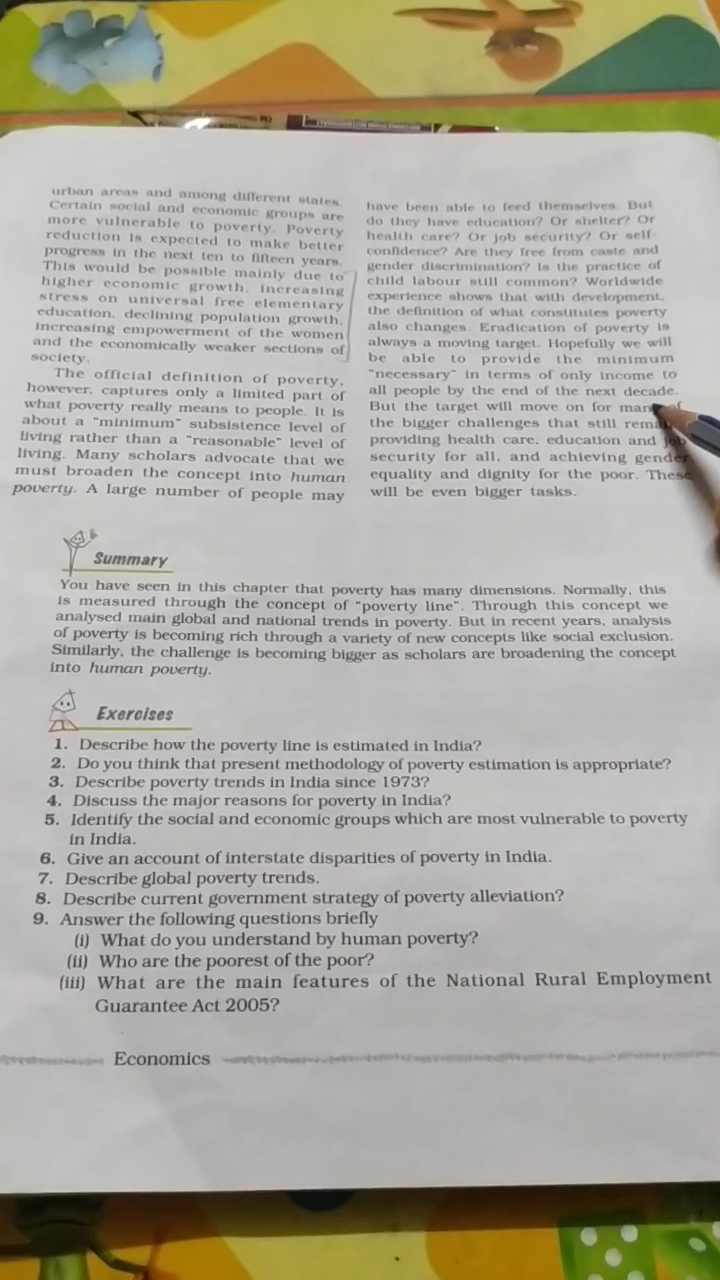 urban areas and among different states.
Certain social and economic groups are
more vulnerable to poverty. Poverty
reduction is expected to make better
progress in the next ten to fifteen years.
This would be possible mainly due to
higher economic growth, increasing
stress on universal free elementary
education, declining population growth,
increasing empowerment of the women
and the economically weaker sections of
society.
The official definition of poverty,
however, captures only a limited part of
what poverty really means to people. It is
about a "minimum" subsistence level of
living rather than a "reasonable" level of
living. Many scholars advocate that we
must broaden the concept into human
poverty. A large number of people may
have been able to feed themselves. But
do they have education? Or shelter? Or
health care? Or job security? Or self-
confidence? Are they free from caste and
gender discrimination? Is the practice of
child labour still common? Worldwide
experience shows that with development,
the definition of what constitutes poverty
also changes. Eradication of poverty is
always a moving target. Hopefully we will
be able to provide the minimum
"necessary" in terms of only income to
all people by the end of the next decade.
But the target will move on for
the bigger challenges that still
providing health care, education and job
security for all, and achieving gender
equality and dignity for the poor. These
will be even bigger tasks.
Summary
You have seen in this chapter that poverty has many dimensions. Normally, this
is measured through the concept of "poverty line". Through this concept we
analysed main global and national trends in poverty. But in recent years, analysis
of poverty is becoming rich through a variety of new concepts like social exclusion.
Similarly, the challenge is becoming bigger as scholars are broadening the concept
into human poverty.
Exercises
1. Describe how the poverty line is estimated in India?
2. Do you think that present methodology of poverty estimation is appropriate?
3. Describe poverty trends in India since 1973?
4. Discuss the major reasons for poverty in India?
5. Identify the social and economic groups which are most vulnerable to poverty
in India.
6. Give an account of interstate disparities of poverty in India.
7. Describe global poverty trends.
8. Describe current government strategy of poverty alleviation?
9. Answer the following questions briefly
(i) What do you understand by human poverty?
(ii) Who are the poorest of the poor?
(iii) What are the main features of the National Rural Employment
Guarantee Act 2005?
Economics